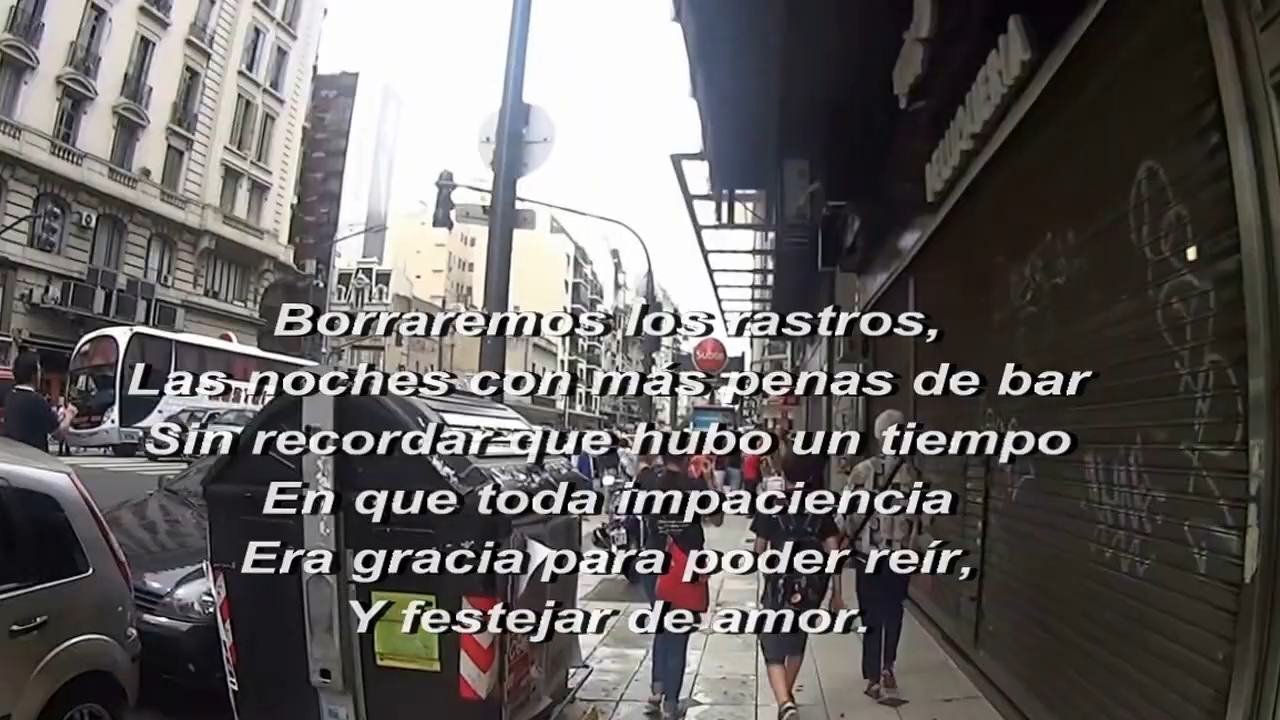 PELUQUERIA
Borraremos los rastros,
Subte
Las noches con más penas de bar
Sin recordar que hubo un tiempo
En que toda impaciencia
Era gracia para poder reír,
Y festejar de amor.